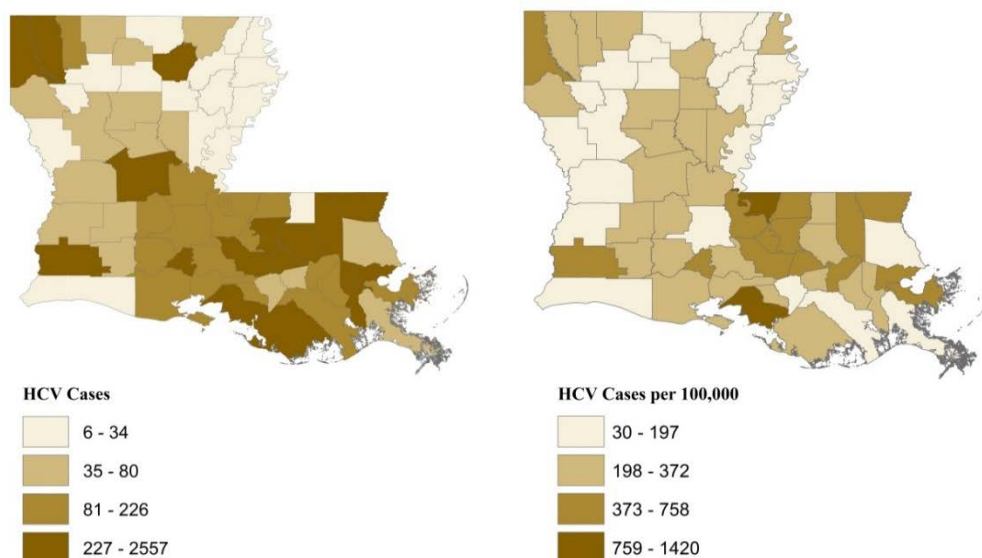 HCV Cases
6 - 34
35 - 80
81 - 226
227 - 2557
HCV Cases per 100,000
30 - 197
198 - 372
373 - 758
759 - 1420